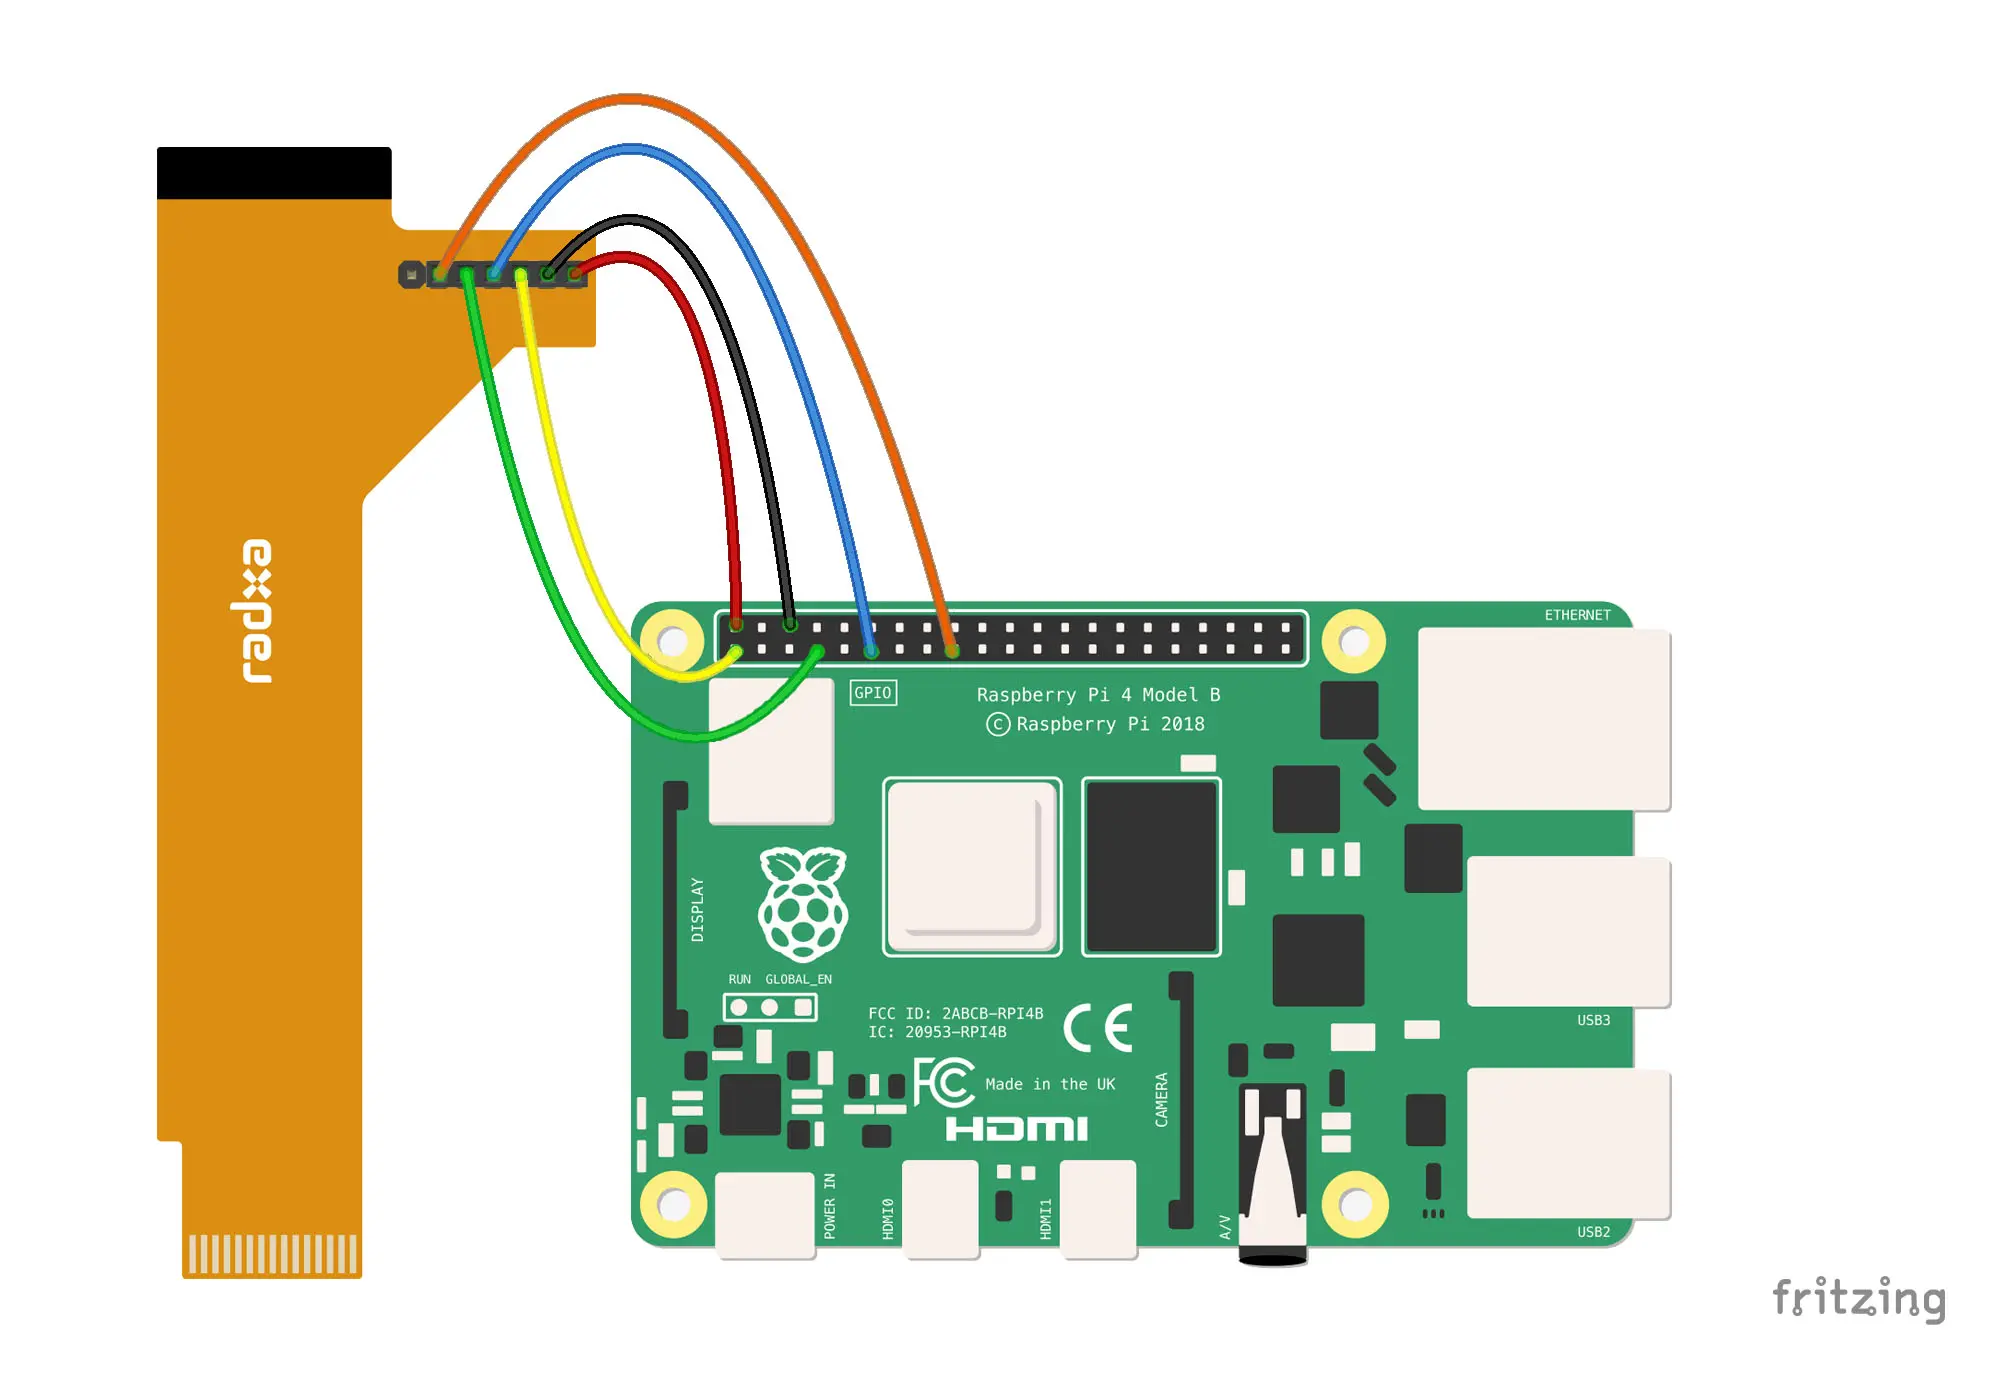 radxa
ETHERNET
GPIO
Raspberry Pi 4 Model B
© Raspberry Pi 2018
DISPLAY
RUN GLOBAL_EN
FCC ID: 2ABCB-RPI4B
IC: 20953-RPI4B
CE
FCC
Made in the UK
HDMI
CAMERA
USB3
POWER IN
HDMI0
HDMI1
A/V
USB2
fritzing